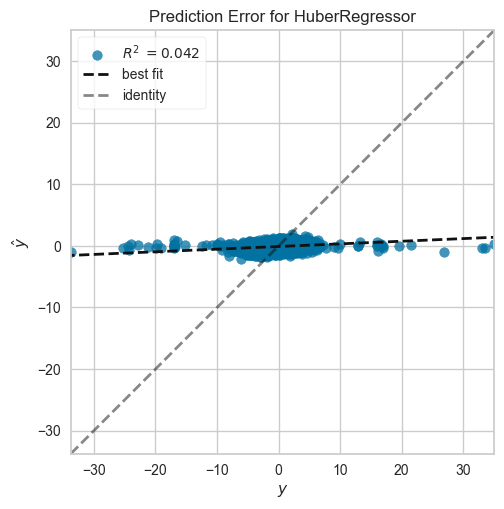 Prediction Error for HuberRegressor
R² = 0.042
best fit
identity
30
20
10
0
−10
−20
−30
ŷ
−30 −20 −10 0 10 20 30
y